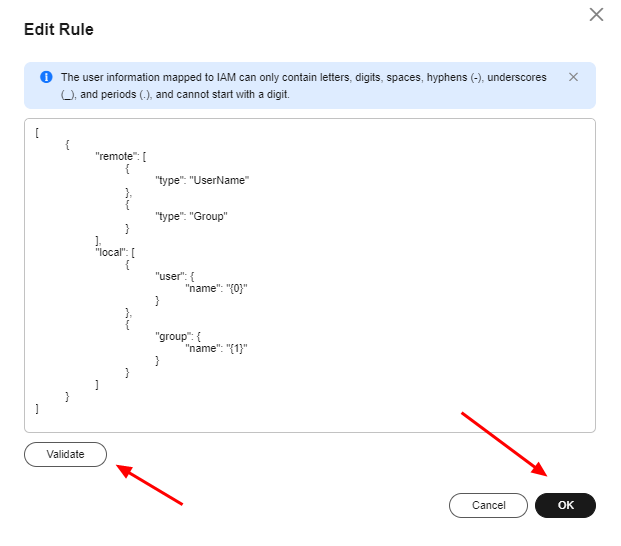 Edit Rule
The user information mapped to IAM can only contain letters, digits, spaces, hyphens (-), underscores
(_), and periods (.), and cannot start with a digit.
[
{
"remote": [
{
"type": "UserName"
},
{
"type": "Group"
}
],
"local": [
{
"user": {
"name": "{0}"
}
},
{
"group": {
"name": "{1}"
}
}
]
}
]
Validate
Cancel
OK